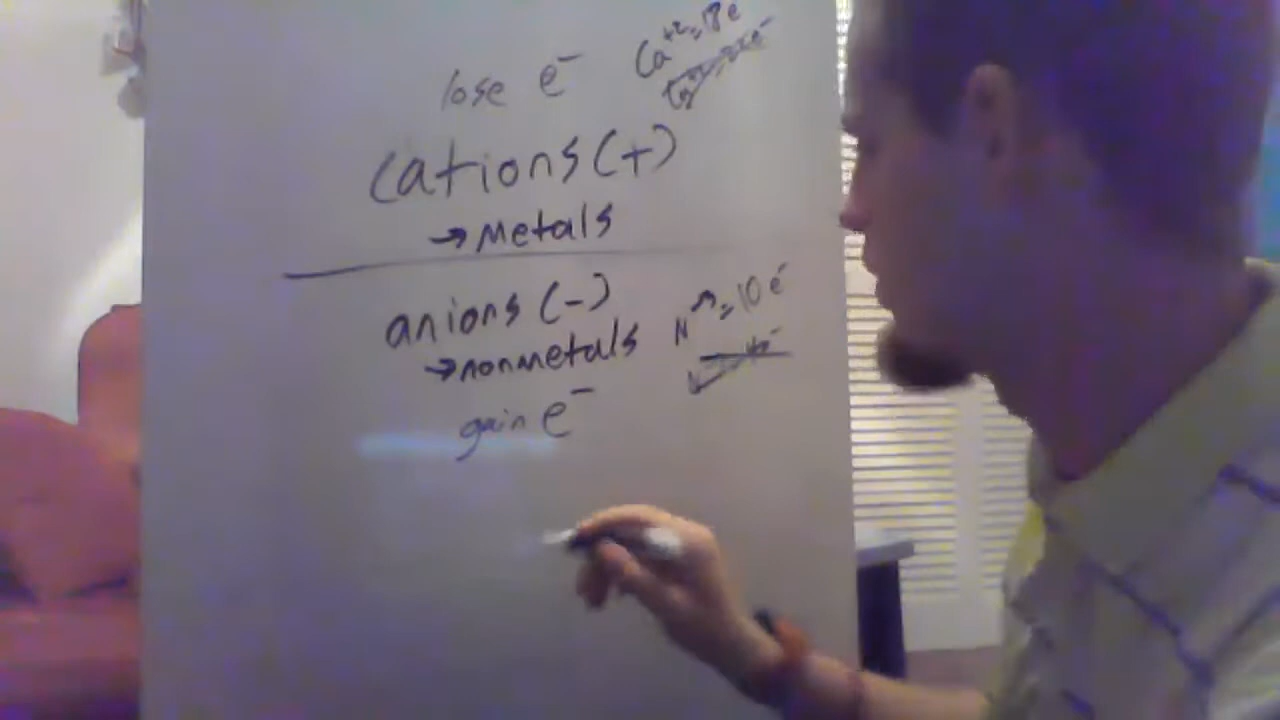 lose e⁻
Ca⁺²=18e
cations (+)
→ Metals
anions (-)
→ nonmetals
N⁻³=10e⁻
gain e⁻